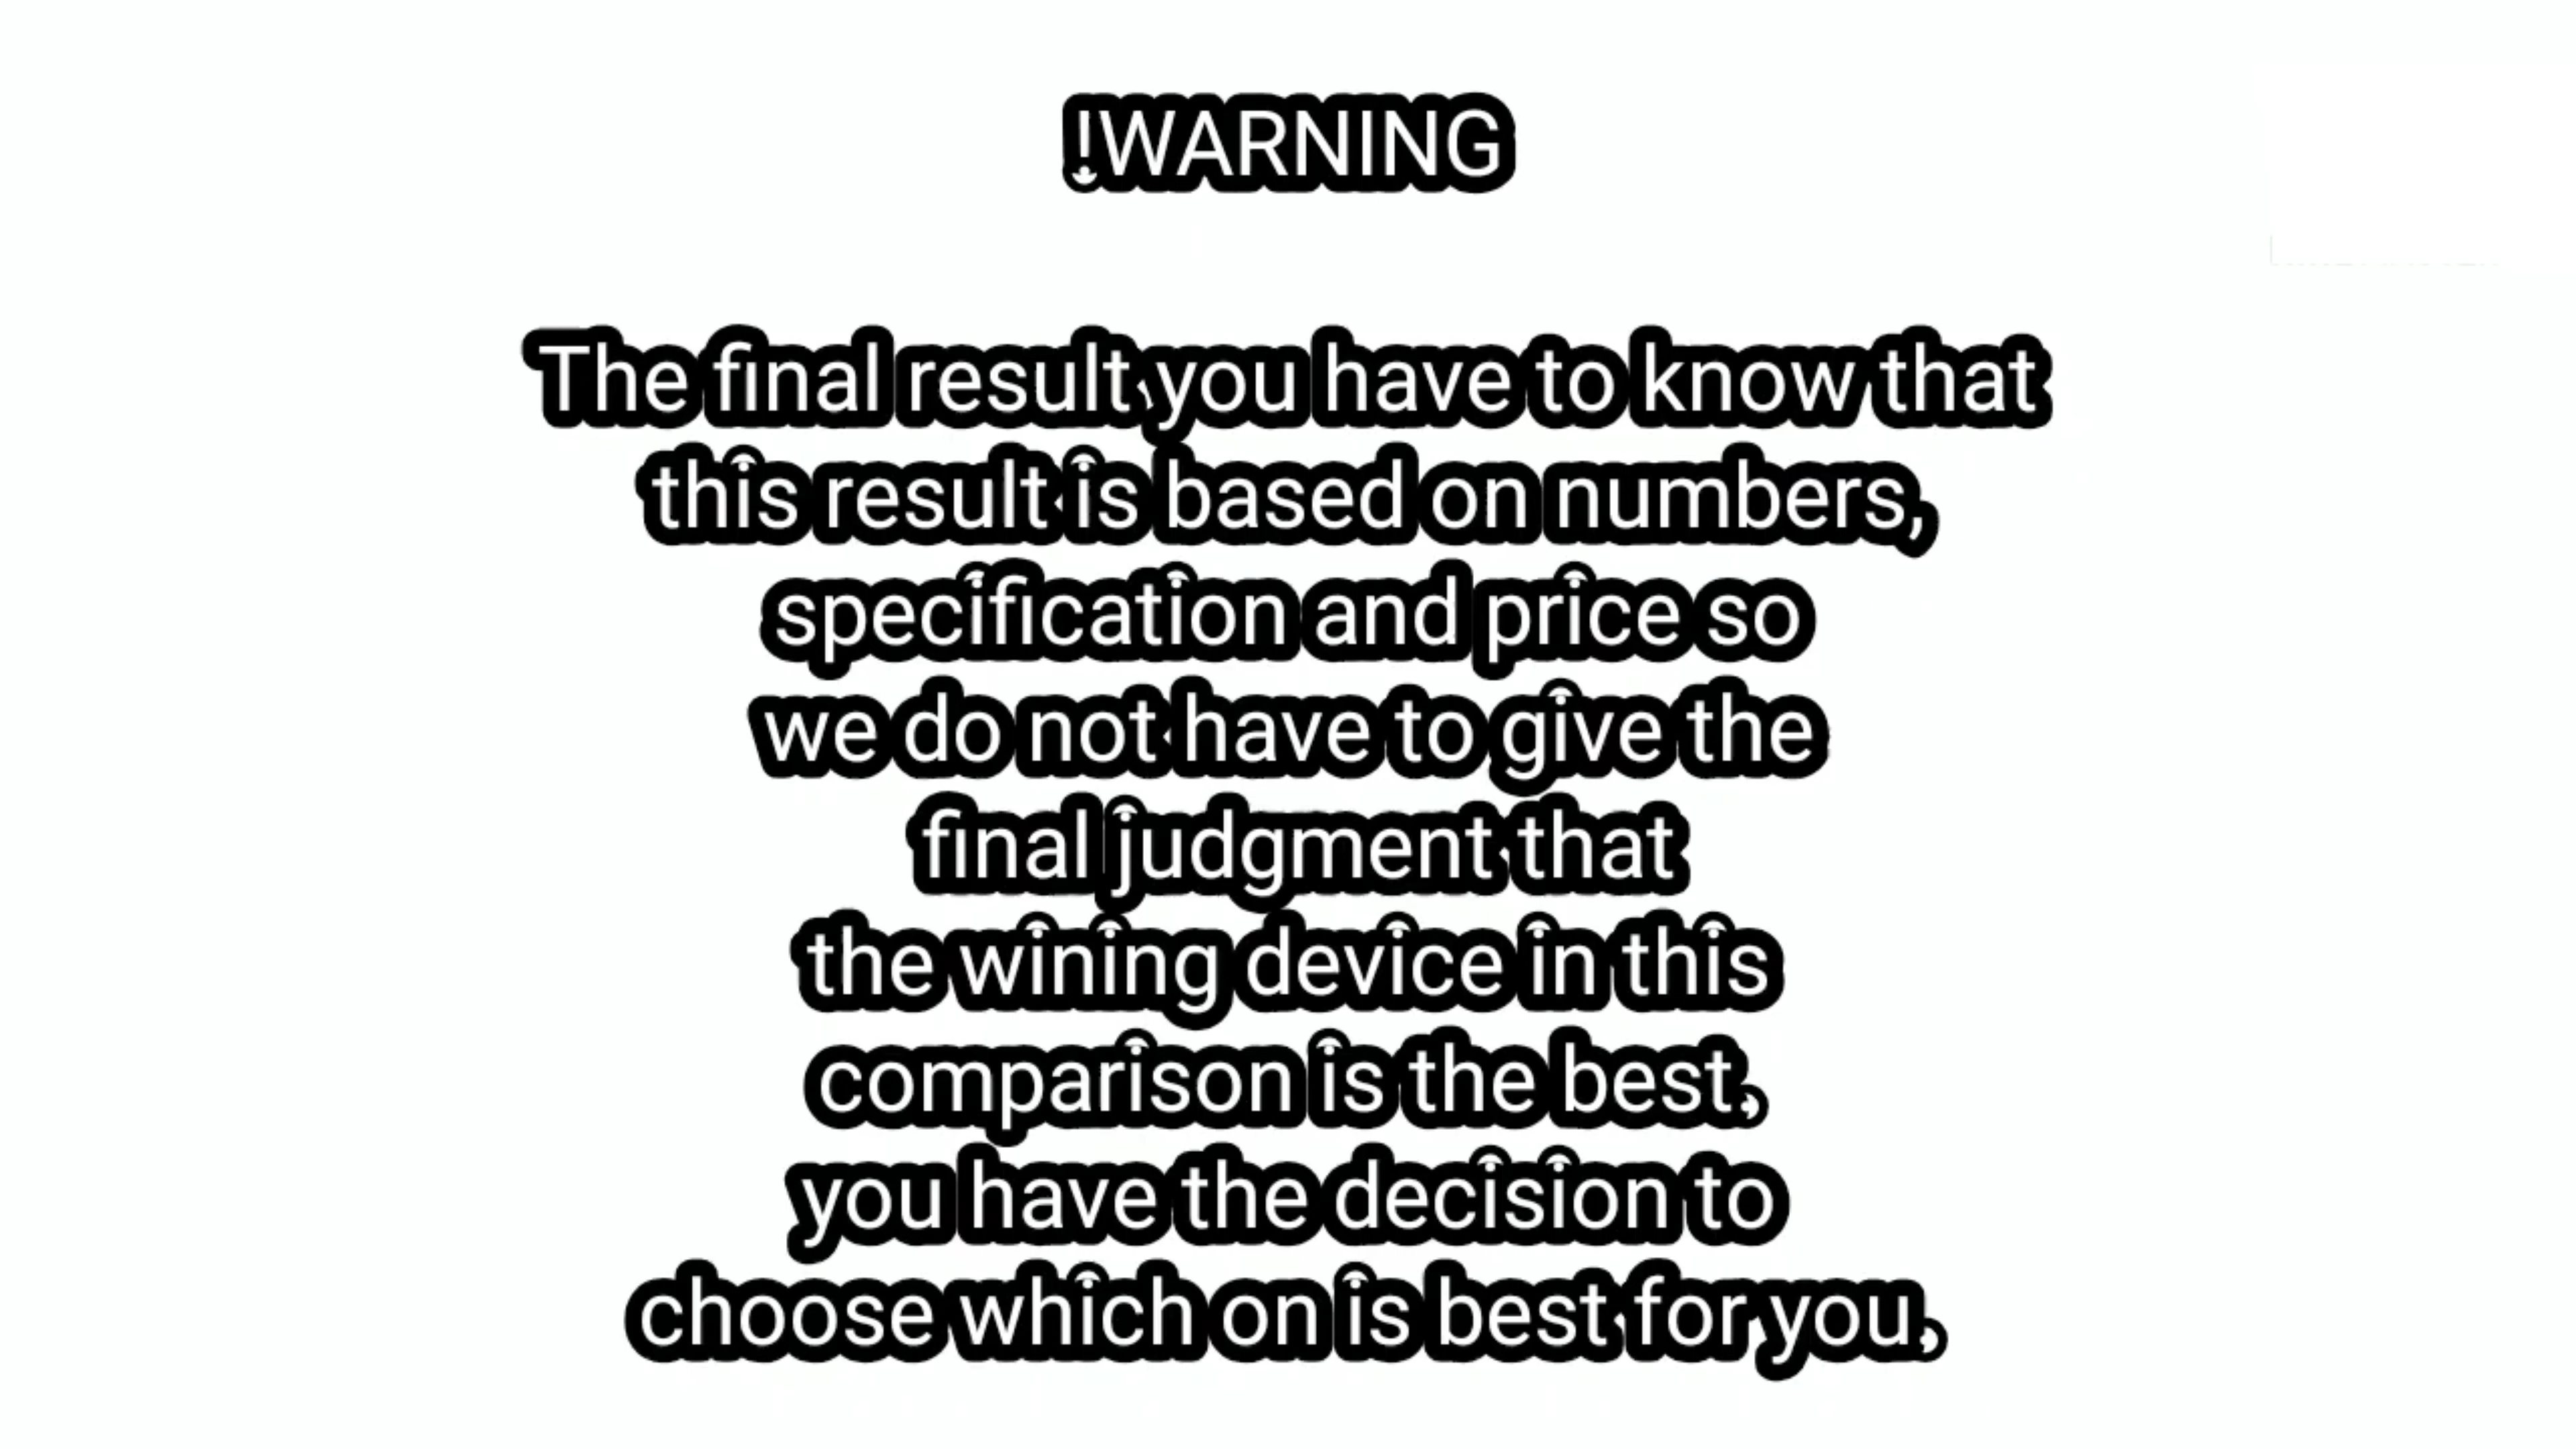 !WARNING
The final result you have to know that
this result is based on numbers,
specification and price so
we do not have to give the
final judgment that
the wining device in this
comparison is the best.
you have the decision to
choose which on is best for you.